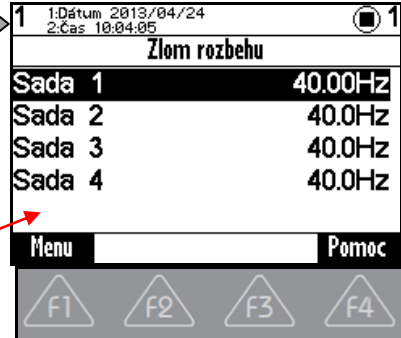 1 1:Dátum 2013/04/24 1
2:Čas 10:04:05
Zlom rozbehu
Sada 1 40.00Hz
Sada 2 40.0Hz
Sada 3 40.0Hz
Sada 4 40.0Hz
Menu Pomoc
F1 F2 F3 F4